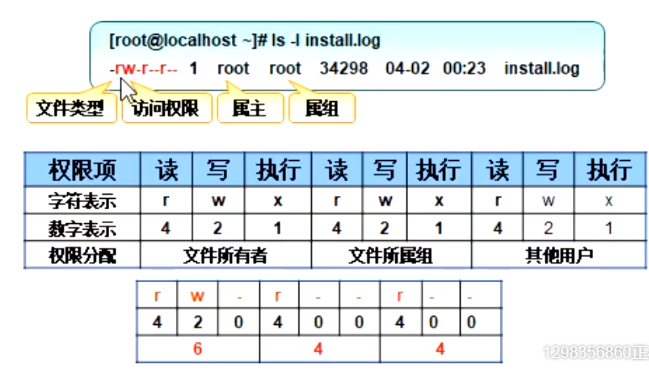 [root@localhost ~]# ls -l install.log
-rw-r--r-- 1 root root 34298 04-02 00:23 install.log
文件类型 访问权限 属主 属组
权限项 读 写 执行 读 写 执行 读 写 执行
字符表示 r w x r w x r w x
数字表示 4 2 1 4 2 1 4 2 1
权限分配 文件所有者 文件所属组 其他用户
r w - r - - r - -
4 2 0 4 0 0 4 0 0
6 4 4
1298356860正